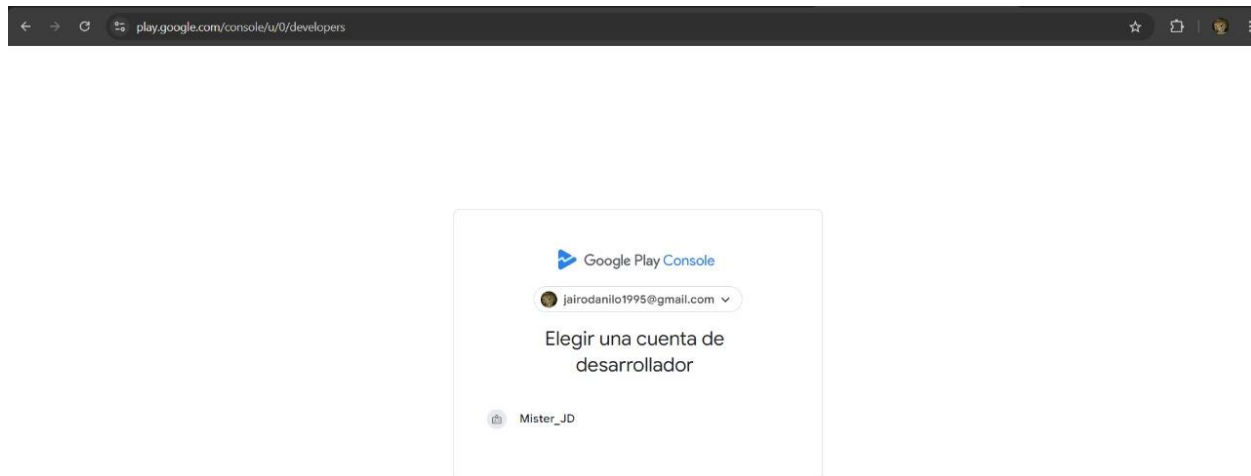 play.google.com/console/u/0/developers
Google Play Console
jairodanilo1995@gmail.com
Elegir una cuenta de
desarrollador
Mister_JD